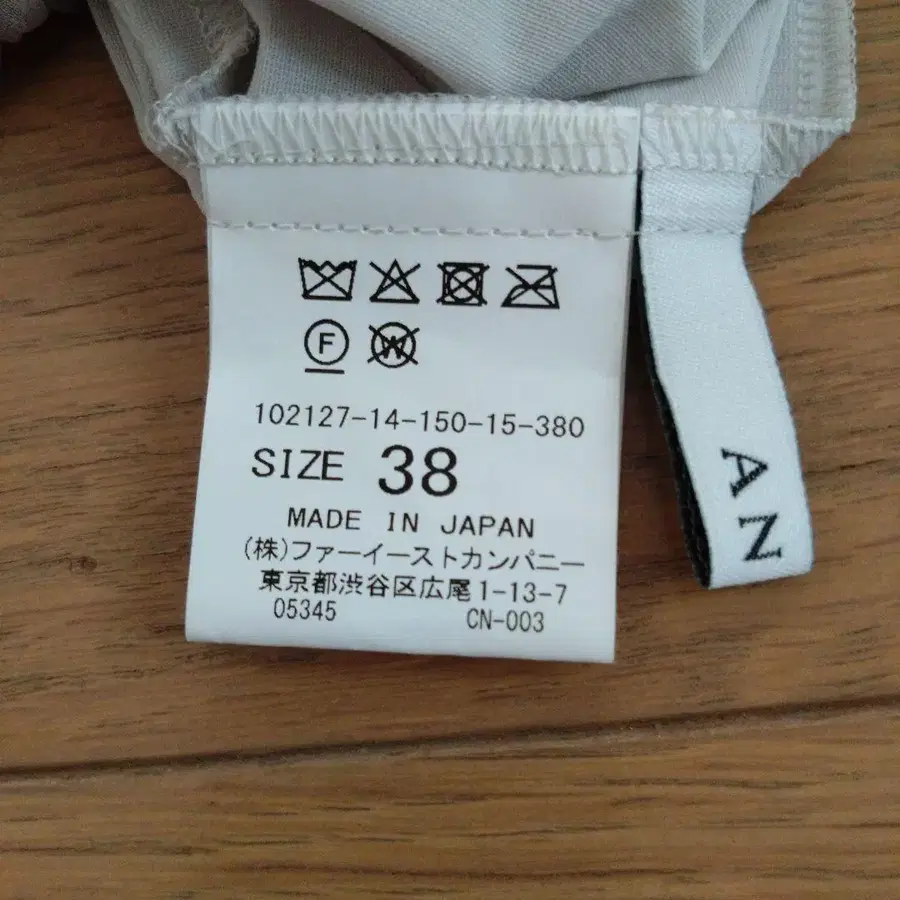 F W
102127-14-150-15-380
SIZE 38
MADE IN JAPAN
(株)ファーイーストカンパニー
東京都渋谷区広尾1-13-7
05345 CN-003
AN